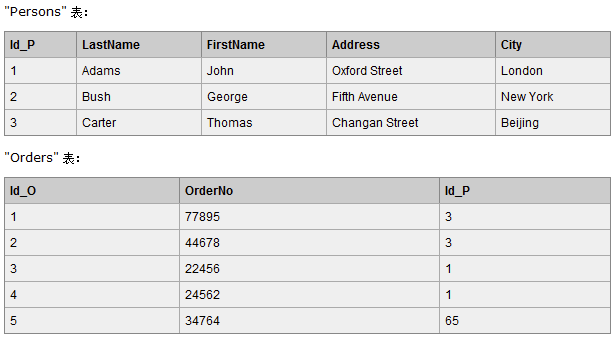 "Persons" 表：
Id_P LastName FirstName Address City
1 Adams John Oxford Street London
2 Bush George Fifth Avenue New York
3 Carter Thomas Changan Street Beijing
"Orders" 表：
Id_O OrderNo Id_P
1 77895 3
2 44678 3
3 22456 1
4 24562 1
5 34764 65